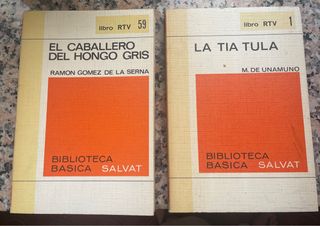 libro RTV 59
EL CABALLERO
DEL HONGO GRIS
RAMON GOMEZ DE LA SERNA
BIBLIOTECA
BASICA SALVAT
libro RTV 1
LA TIA TULA
M. DE UNAMUNO
BIBLIOTECA
BASICA SALVAT